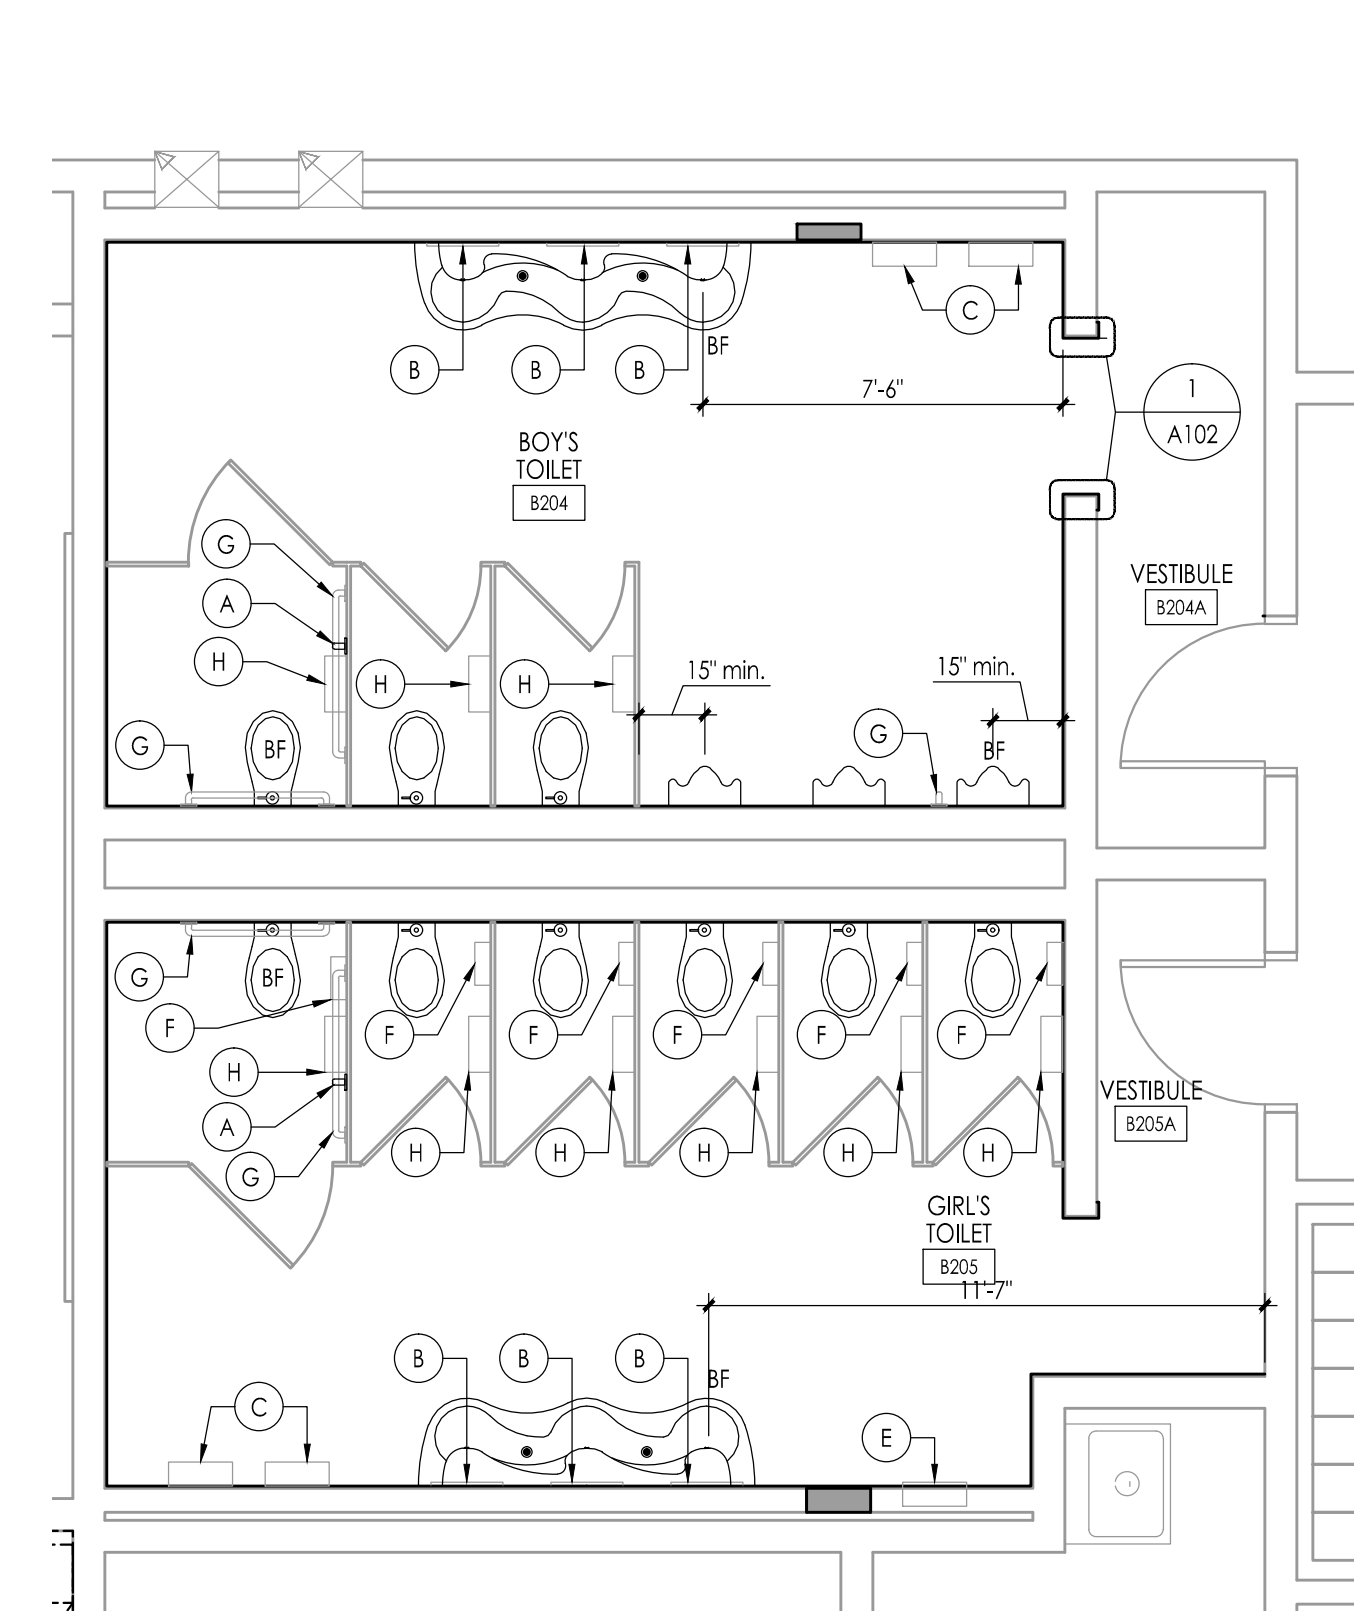 C
B
B
B
BF
7'-6"
1
A102
BOY'S
TOILET
B204
G
A
H
H
H
15" min.
15" min.
VESTIBULE
B204A
G
BF
G
BF
G
BF
F
H
A
G
F
F
F
F
F
H
H
H
H
H
VESTIBULE
B205A
GIRL'S
TOILET
B205
11'-7"
B
B
B
BF
C
E